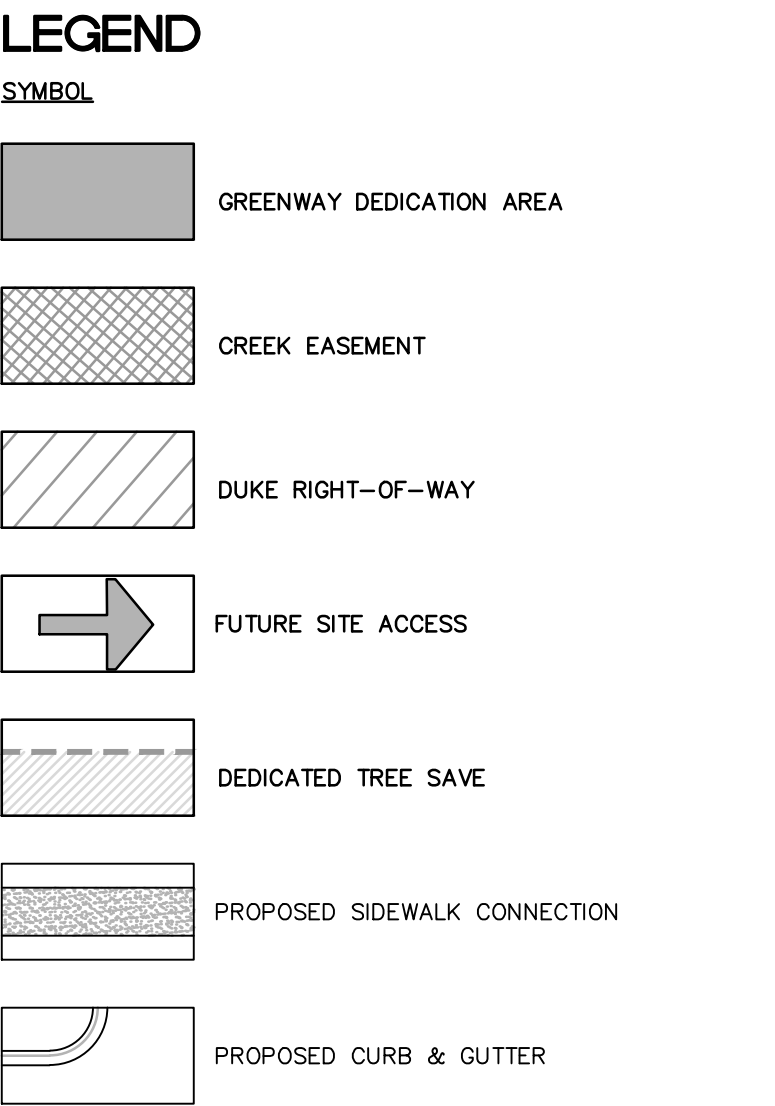 LEGEND
SYMBOL
GREENWAY DEDICATION AREA
CREEK EASEMENT
DUKE RIGHT-OF-WAY
FUTURE SITE ACCESS
DEDICATED TREE SAVE
PROPOSED SIDEWALK CONNECTION
PROPOSED CURB & GUTTER